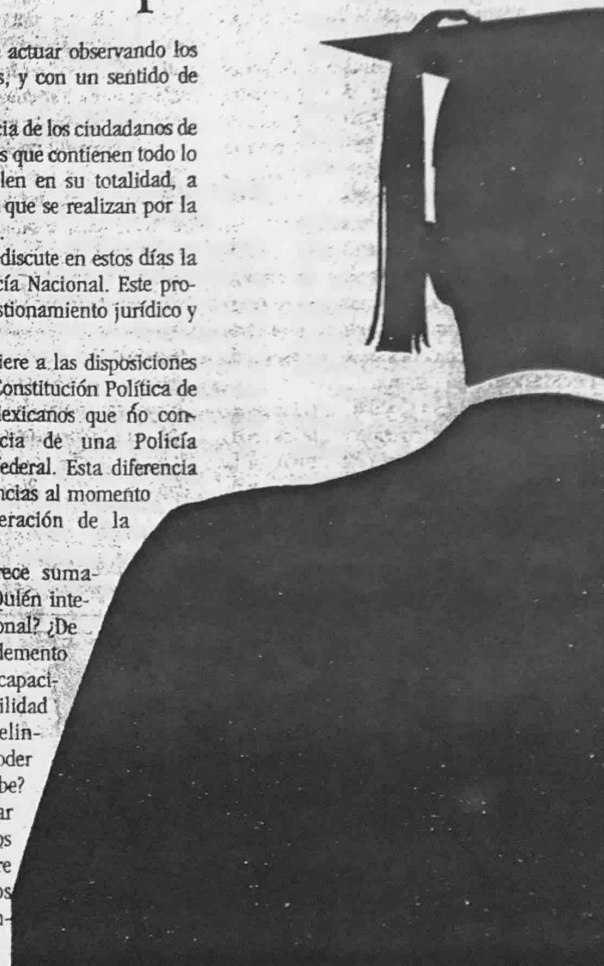 actuar observando los
s, y con un sentido de
cia de los ciudadanos de
s que contienen todo lo
len en su totalidad, a
que se realizan por la
discute en estos días la
cía Nacional. Este pro-
stionamiento jurídico y
iere a las disposiciones
Constitución Política de
Mexicanos que no con-
cia de una Policía
Federal. Esta diferencia
ncias al momento
eración de la
rece suma-
Quién inte-
onal? ¿De
lemento
capaci-
ilidad
elin-
oder
be?
ar
os
re
os
n-